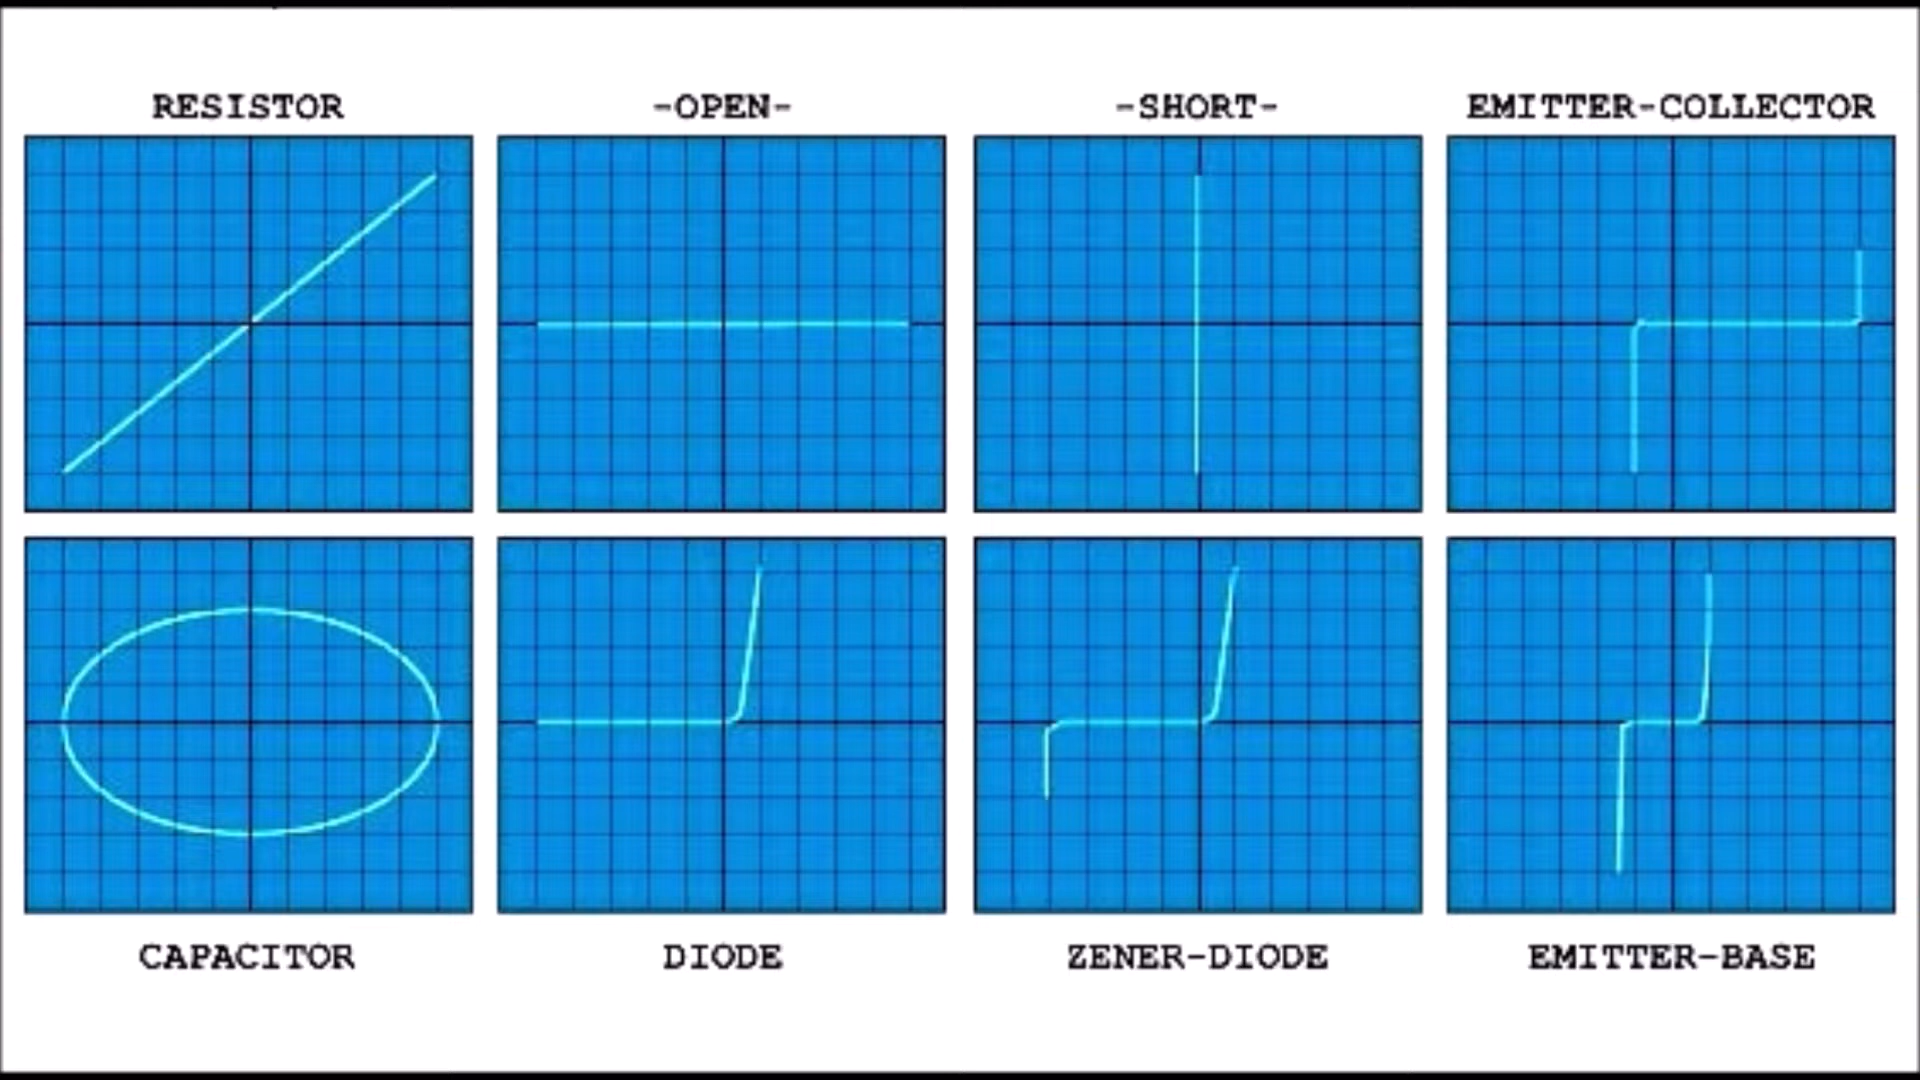 RESISTOR
-OPEN-
-SHORT-
EMITTER-COLLECTOR
CAPACITOR
DIODE
ZENER-DIODE
EMITTER-BASE